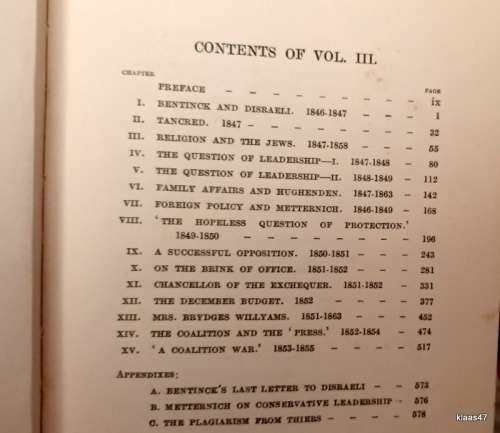 CONTENTS OF VOL. III.
CHAPTER PAGE
PREFACE – – – – – – – – ix
I. BENTINCK AND DISRAELI. 1846-1847 – – – 1
II. TANCRED. 1847 – – – – – – – 32
III. RELIGION AND THE JEWS. 1847-1858 – – – 55
IV. THE QUESTION OF LEADERSHIP—I. 1847-1848 – 80
V. THE QUESTION OF LEADERSHIP—II. 1848-1849 – 112
VI. FAMILY AFFAIRS AND HUGHENDEN. 1847-1863 – 142
VII. FOREIGN POLICY AND METTERNICH. 1846-1849 – 168
VIII. 'THE HOPELESS QUESTION OF PROTECTION.'
1849-1850 – – – – – – – 196
IX. A SUCCESSFUL OPPOSITION. 1850-1851 – – 243
X. ON THE BRINK OF OFFICE. 1851-1852 – – – 281
XI. CHANCELLOR OF THE EXCHEQUER. 1851-1852 – – 331
XII. THE DECEMBER BUDGET. 1852 – – – – 377
XIII. MRS. BRYDGES WILLYAMS. 1851-1863 – – – 452
XIV. THE COALITION AND THE 'PRESS.' 1852-1854 – – 474
XV. 'A COALITION WAR.' 1853-1855 – – – – 517
APPENDIXES:
A. BENTINCK'S LAST LETTER TO DISRAELI – – – 573
B. METTERNICH ON CONSERVATIVE LEADERSHIP – – 576
C. THE PLAGIARISM FROM THIERS – – – – 578
klaas47